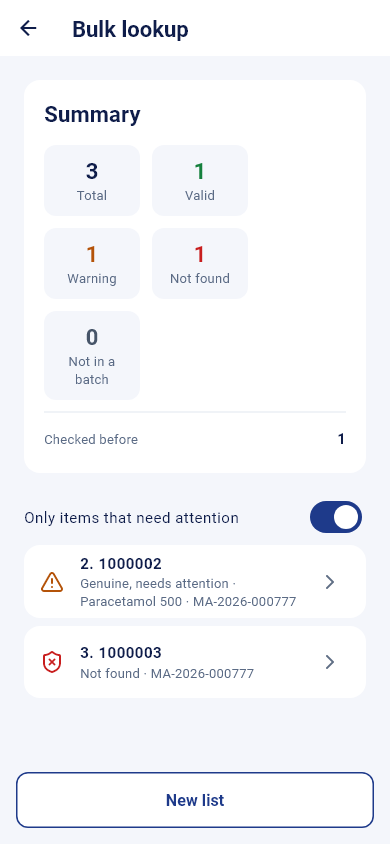 Bulk lookup
Summary
3
Total
1
Valid
1
Warning
1
Not found
0
Not in a
batch
Checked before
1
Only items that need attention
2. 1000002
Genuine, needs attention ·
Paracetamol 500 · MA-2026-000777
3. 1000003
Not found · MA-2026-000777
New list